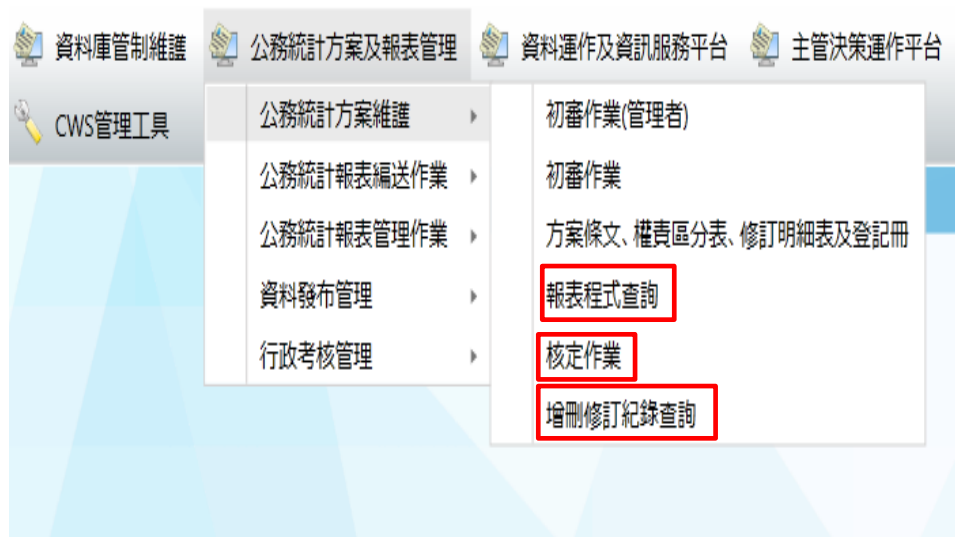 資料庫管制維護 公務統計方案及報表管理 資料運作及資訊服務平台 主管決策運作平台
CWS管理工具
公務統計方案維護
公務統計報表編送作業
公務統計報表管理作業
資料發布管理
行政考核管理
初審作業(管理者)
初審作業
方案條文、權責區分表、修訂明細表及登記冊
報表程式查詢
核定作業
增刪修訂紀錄查詢